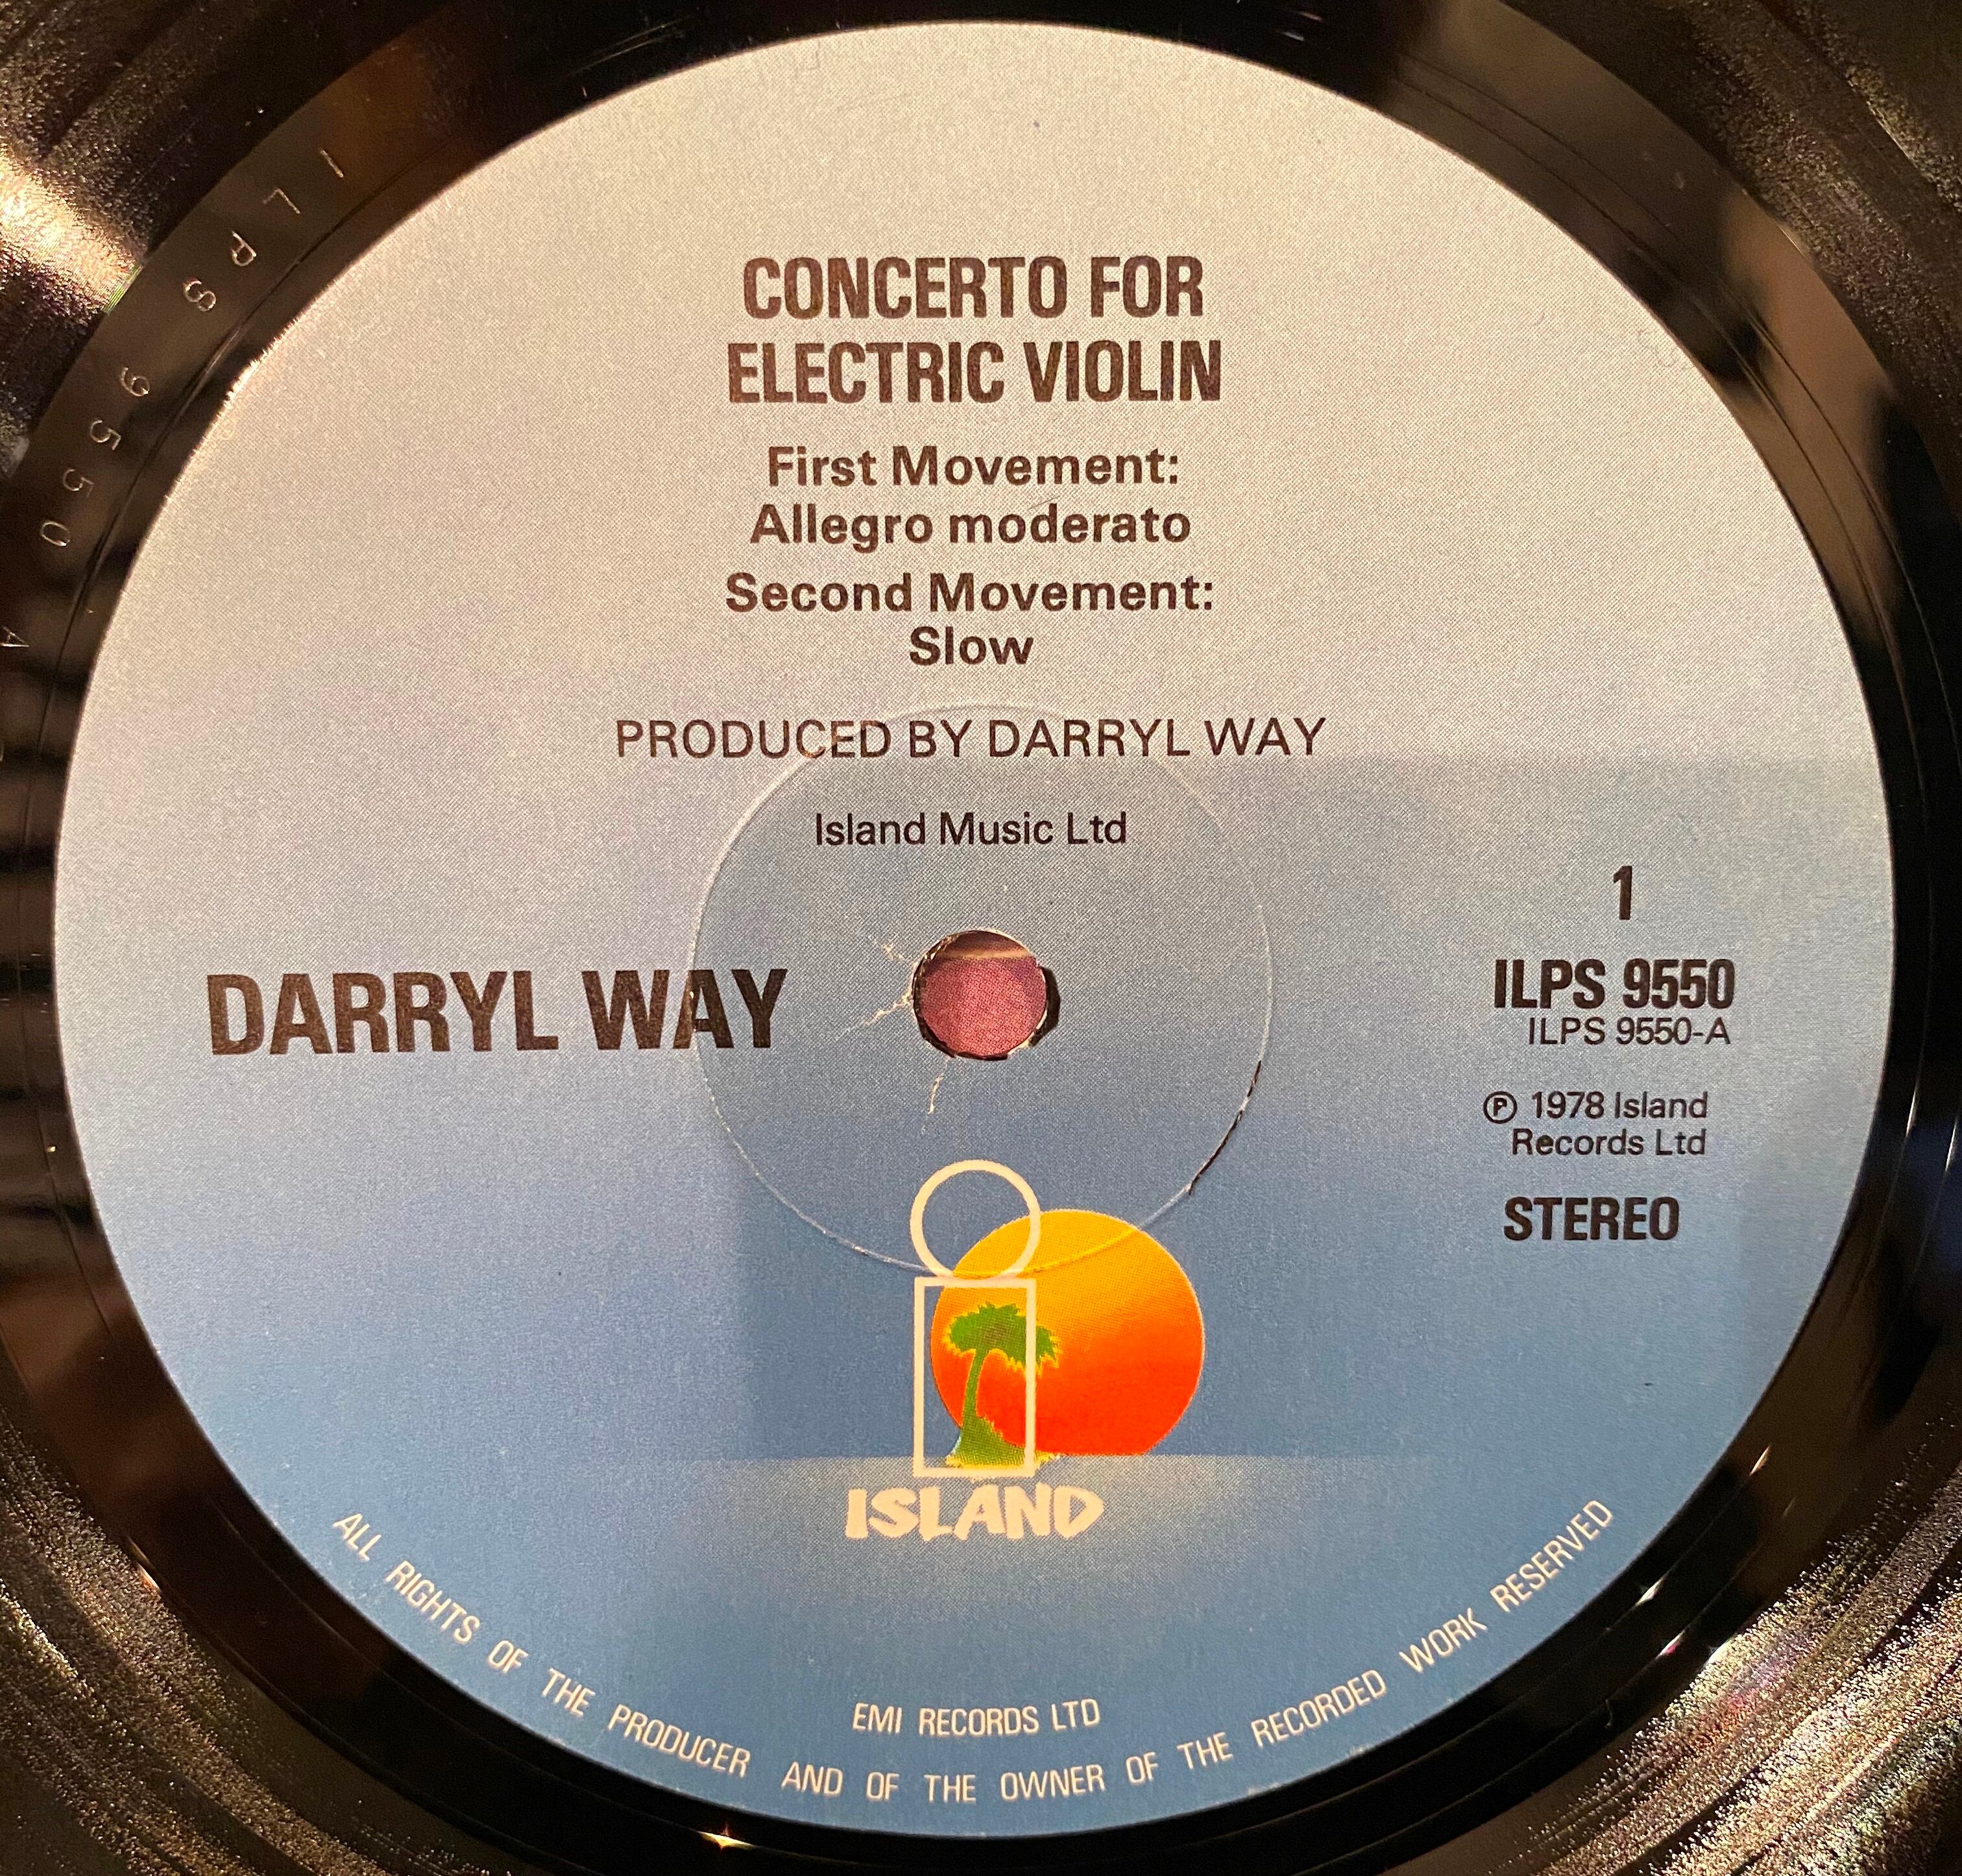 CONCERTO FOR
ELECTRIC VIOLIN
First Movement:
Allegro moderato
Second Movement:
Slow
PRODUCED BY DARRYL WAY
Island Music Ltd
DARRYL WAY
1
ILPS 9550
ILPS 9550-A
℗ 1978 Island
Records Ltd
STEREO
ISLAND
EMI RECORDS LTD
ALL RIGHTS OF THE PRODUCER AND OF THE OWNER OF THE RECORDED WORK RESERVED
ILPS 9550 A